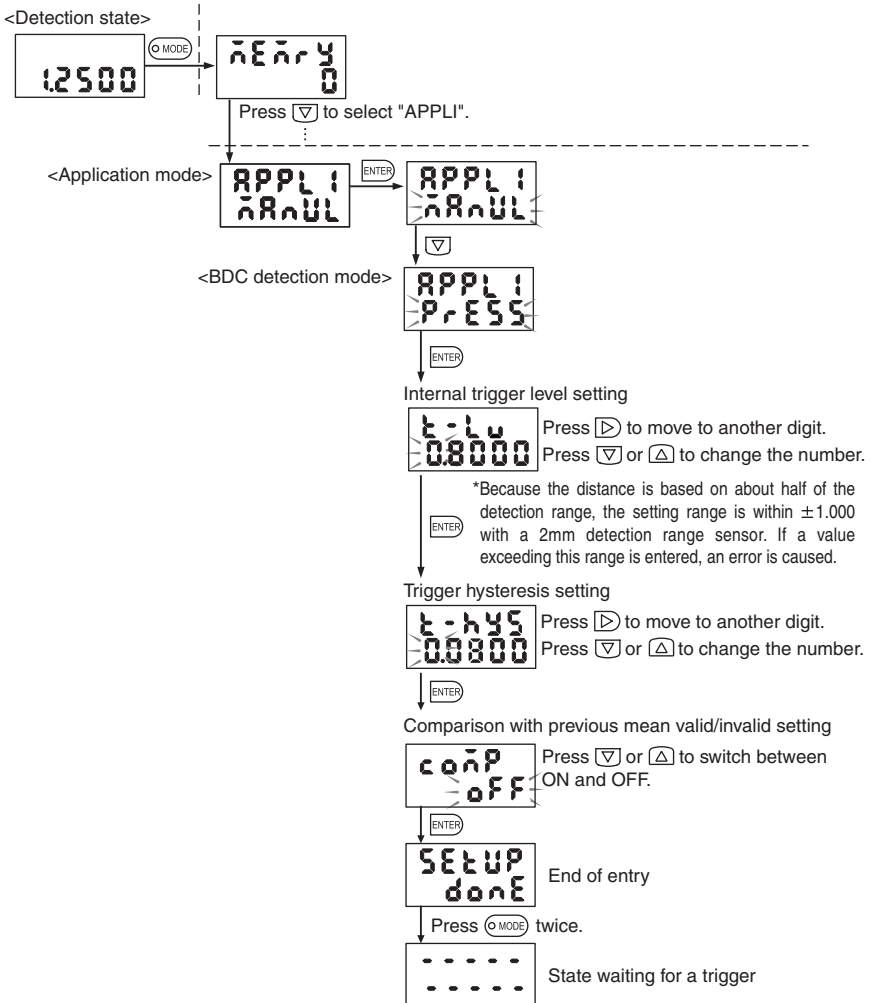 <Detection state>
1.2500
MODE
mEmrY
0
Press ▽ to select "APPLI".
<Application mode>
APPLI
mAnUL
ENTER
APPLI
mAnUL
▽
<BDC detection mode>
APPLI
PrESS
ENTER
Internal trigger level setting
t-Lv
0.8000
Press ▷ to move to another digit.
Press ▽ or △ to change the number.
*Because the distance is based on about half of the
detection range, the setting range is within ±1.000
with a 2mm detection range sensor. If a value
exceeding this range is entered, an error is caused.
ENTER
Trigger hysteresis setting
t-hYS
0.0800
Press ▷ to move to another digit.
Press ▽ or △ to change the number.
ENTER
Comparison with previous mean valid/invalid setting
comP
oFF
Press ▽ or △ to switch between
ON and OFF.
ENTER
SEtUP
donE
End of entry
Press MODE twice.
- - - - -
- - - - -
State waiting for a trigger